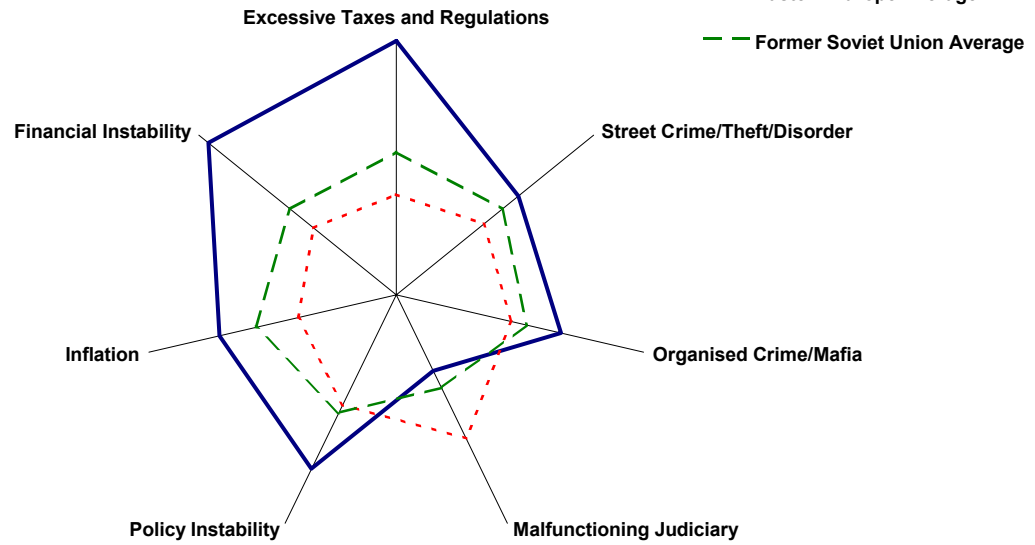 Excessive Taxes and Regulations
Former Soviet Union Average
Financial Instability
Street Crime/Theft/Disorder
Inflation
Organised Crime/Mafia
Policy Instability
Malfunctioning Judiciary